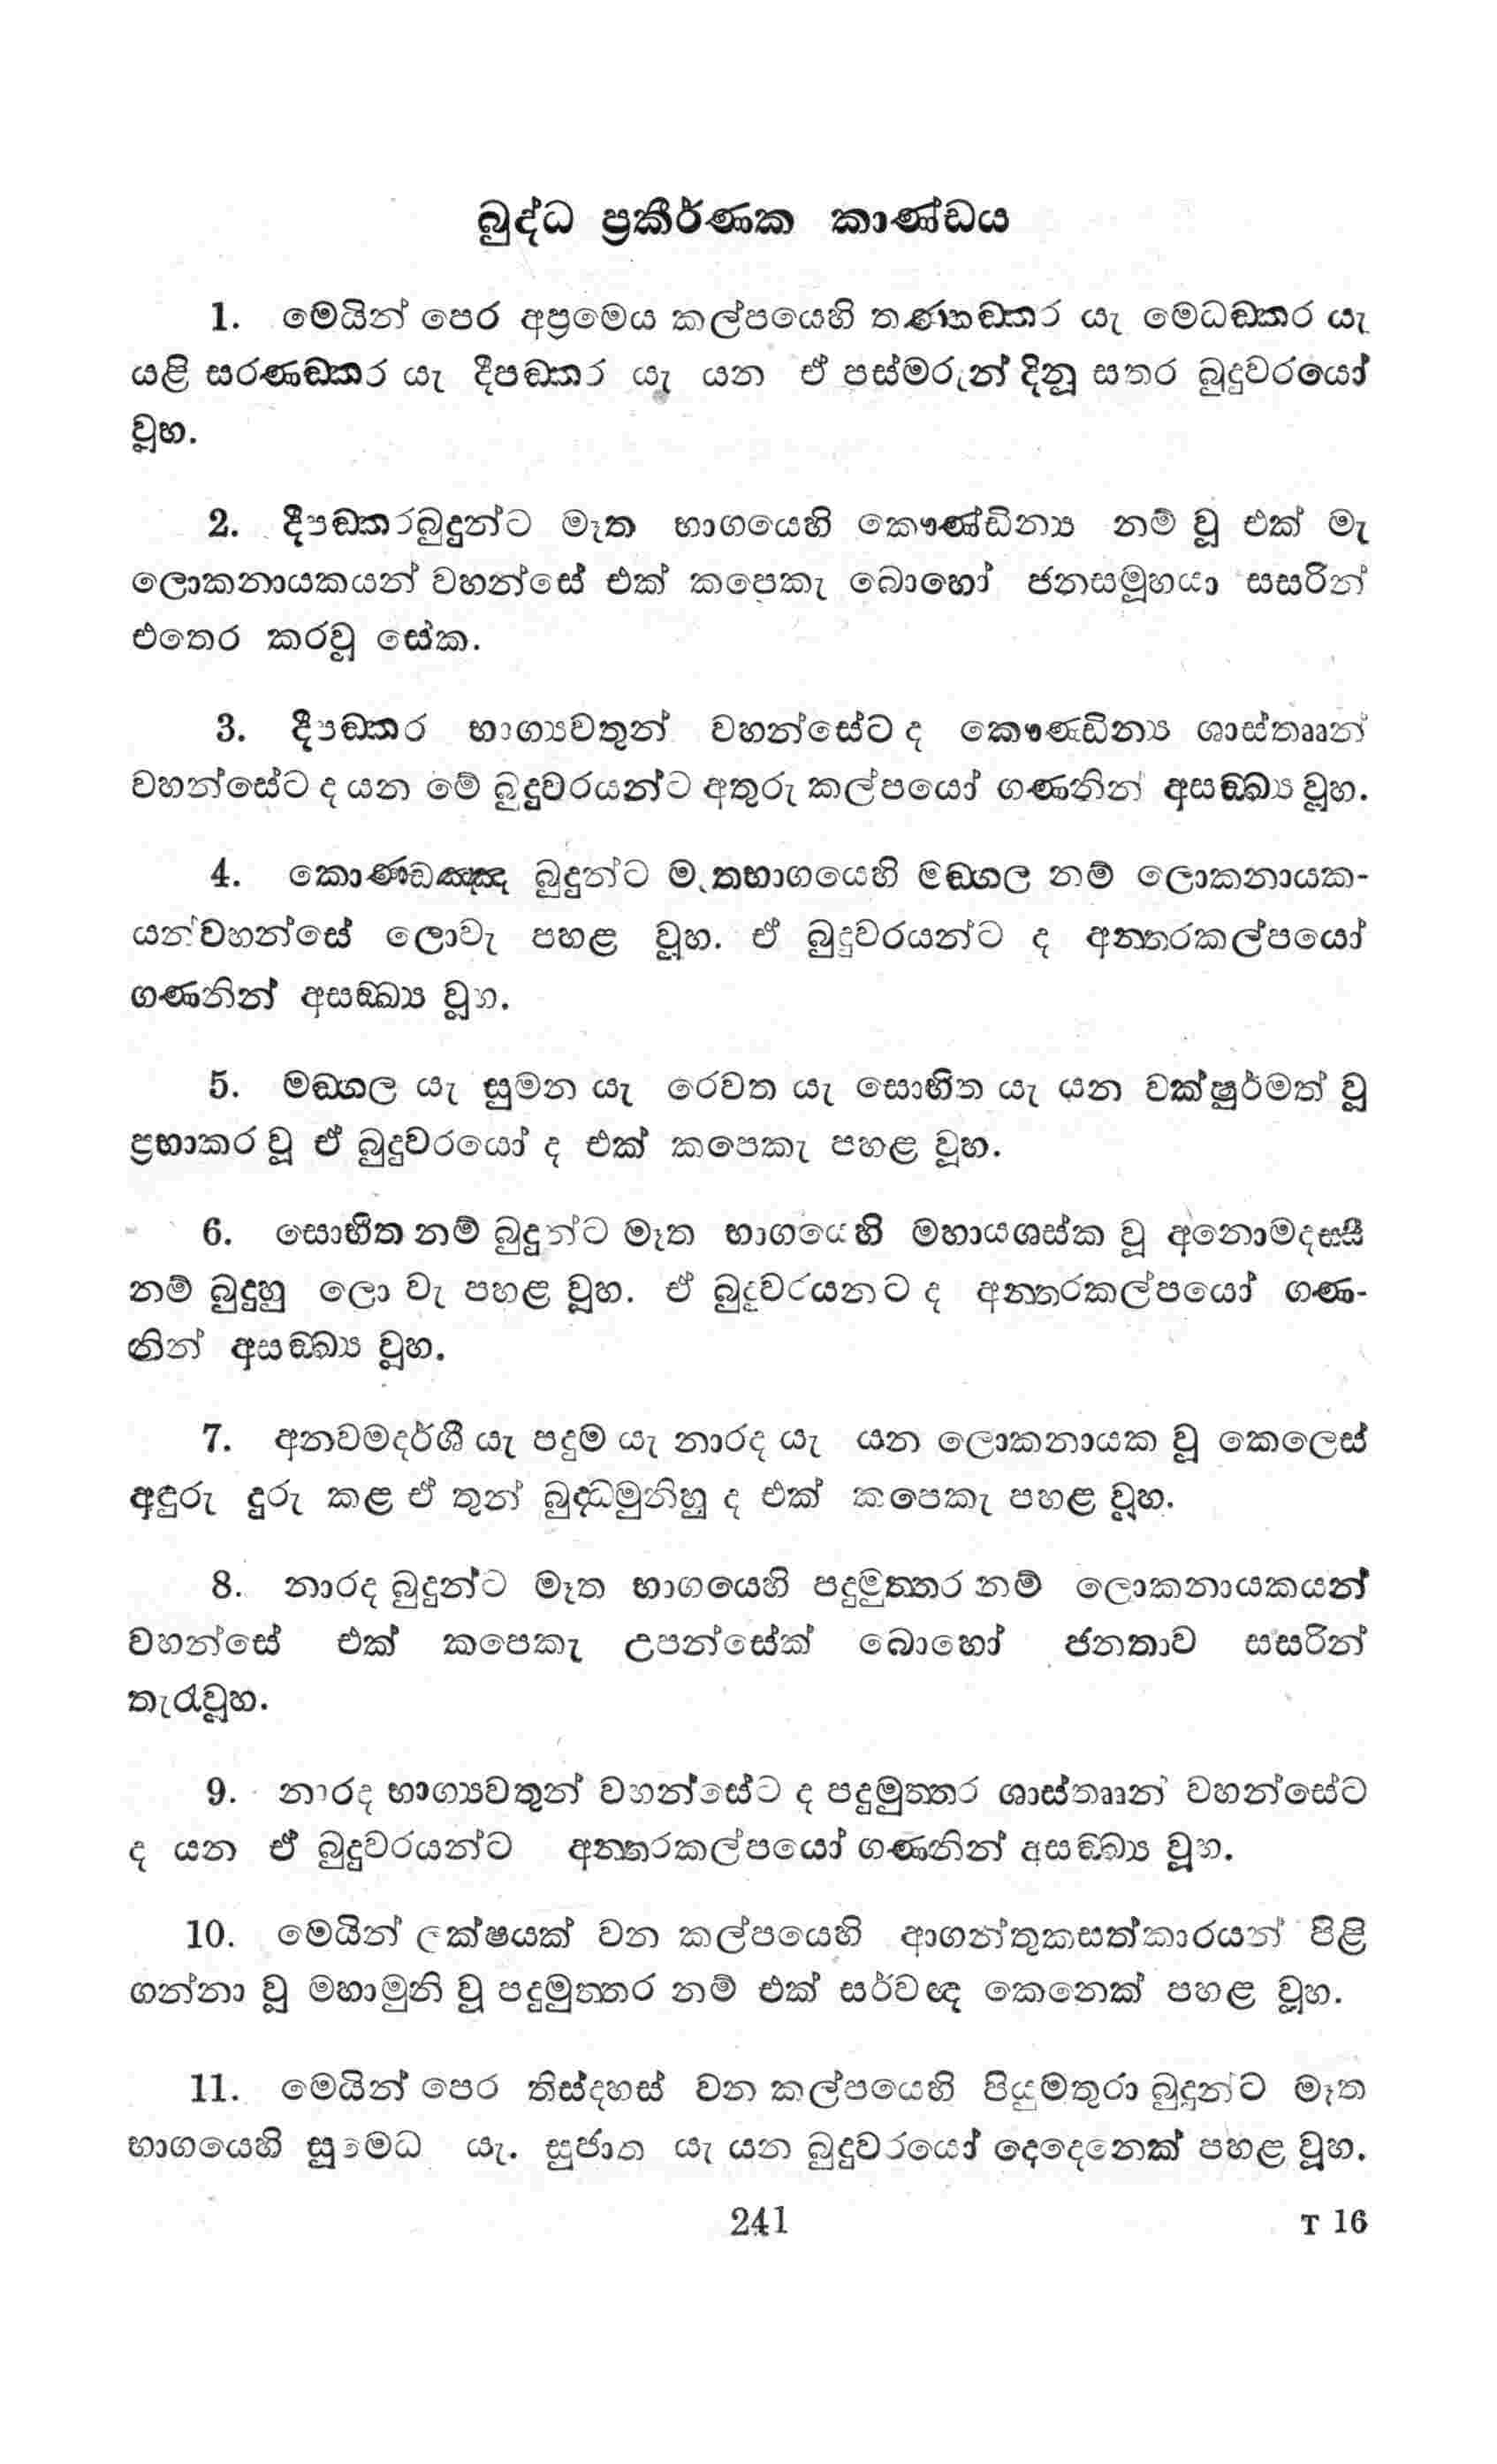 බුද්ධ ප්‍රකීර්ණක කාණ්ඩය
1. මෙයින් පෙර අප්‍රමෙය කල්පයෙහි තණ්හඞ්කර යැ මෙධඞ්කර යැ
යළි සරණඞ්කර යැ දීපඞ්කර යැ යන ඒ පස්මරුන් දිනූ සතර බුදුවරයෝ
වූහ.
2. දීපඞ්කරබුදුන්ට මෑත භාගයෙහි කෞණ්ඩින්‍ය නම් වූ එක් මැ
ලොකනායකයන් වහන්සේ එක් කපෙකැ බොහෝ ජනසමූහයා සසරින්
එතෙර කරවූ සේක.
3. දීපඞ්කර භාග්‍යවතුන් වහන්සේට ද කෞණ්ඩින්‍ය ශාස්තෲන්
වහන්සේට ද යන මේ බුදුවරයන්ට අතුරු කල්පයෝ ගණනින් අසඞ්ඛ්‍ය වූහ.
4. කොණ්ඩඤ්ඤ බුදුන්ට මෑතභාගයෙහි මඞ්ගල නම් ලොකනායක-
යන්වහන්සේ ලොවැ පහළ වූහ. ඒ බුදුවරයන්ට ද අන්තරකල්පයෝ
ගණනින් අසඞ්ඛ්‍ය වූහ.
5. මඞ්ගල යැ සුමන යැ රෙවත යැ සොභිත යැ යන චක්ෂුර්මත් වූ
ප්‍රභාකර වූ ඒ බුදුවරයෝ ද එක් කපෙකැ පහළ වූහ.
6. සොභිත නම් බුදුන්ට මෑත භාගයෙහි මහායශස්ක වූ අනොමදස්සී
නම් බුදුහු ලොවැ පහළ වූහ. ඒ බුදුවරයනට ද අන්තරකල්පයෝ ගණ-
නින් අසඞ්ඛ්‍ය වූහ.
7. අනවමදර්ශී යැ පදුම යැ නාරද යැ යන ලොකනායක වූ කෙලෙස්
අඳුරු දුරු කළ ඒ තුන් බුද්ධමුනිහු ද එක් කපෙකැ පහළ වූහ.
8. නාරද බුදුන්ට මෑත භාගයෙහි පදුමුත්තර නම් ලොකනායකයන්
වහන්සේ එක් කපෙකැ උපන්සේක් බොහෝ ජනතාව සසරින්
තැරැවූහ.
9. නාරද භාග්‍යවතුන් වහන්සේට ද පදුමුත්තර ශාස්තෲන් වහන්සේට
ද යන ඒ බුදුවරයන්ට අන්තරකල්පයෝ ගණනින් අසඞ්ඛ්‍ය වූහ.
10. මෙයින් ලක්ෂයක් වන කල්පයෙහි ආගන්තුකසත්කාරයන් පිළි
ගන්නා වූ මහාමුනි වූ පදුමුත්තර නම් එක් සර්වඥ කෙනෙක් පහළ වූහ.
11. මෙයින් පෙර තිස්දහස් වන කල්පයෙහි පියුමතුරා බුදුන්ට මෑත
භාගයෙහි සුමෙධ යැ. සුජාත යැ යන බුදුවරයෝ දෙදෙනෙක් පහළ වූහ.
241
T 16